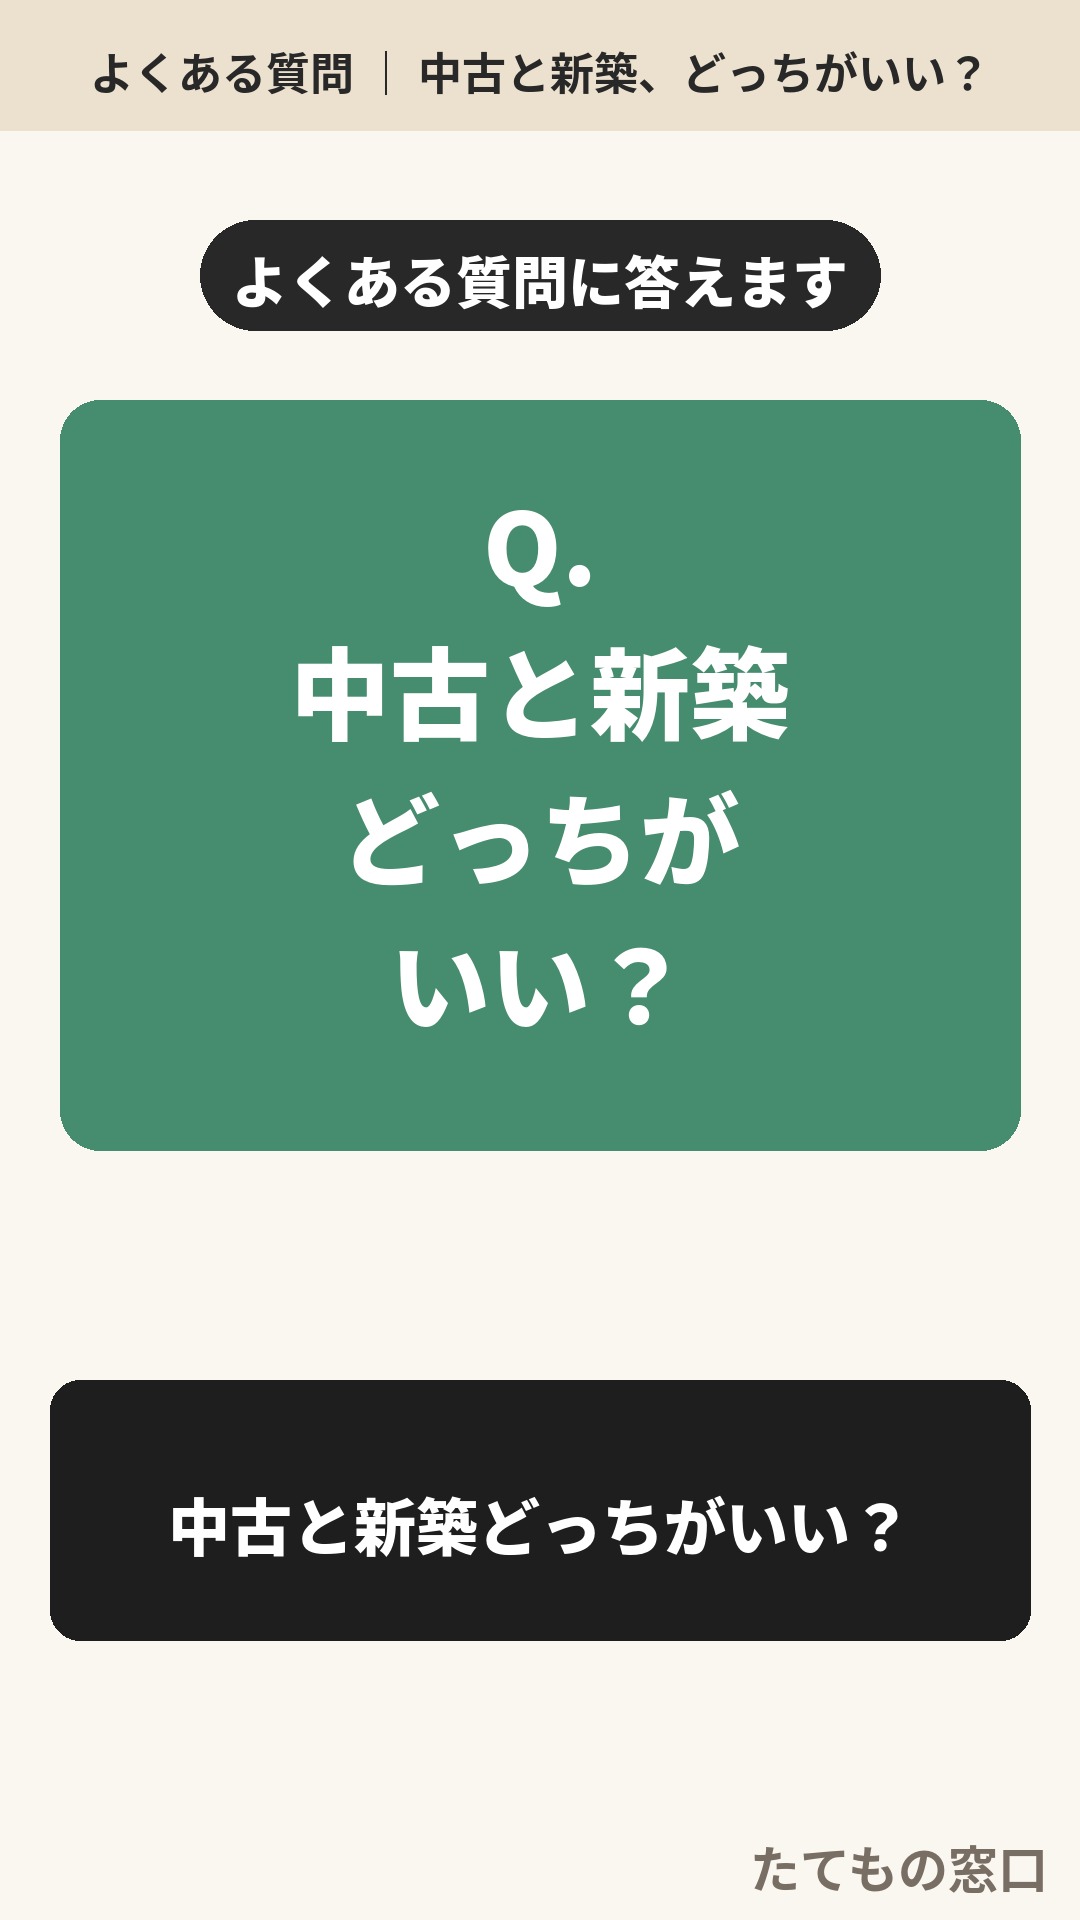 よくある質問｜中古と新築、どっちがいい？
よくある質問に答えます
Q.
中古と新築
どっちが
いい？
中古と新築どっちがいい？
たてもの窓口